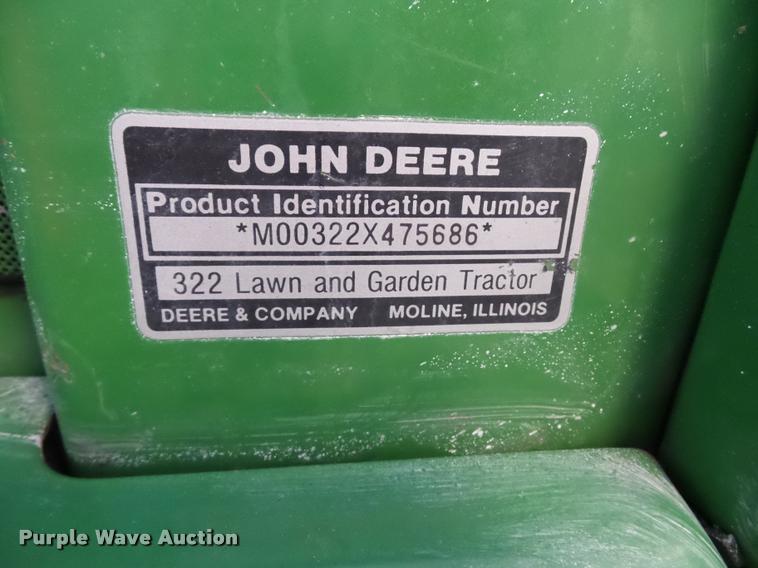 JOHN DEERE
Product Identification Number
*M00322X475686*
322 Lawn and Garden Tractor
DEERE & COMPANY MOLINE, ILLINOIS
Purple Wave Auction